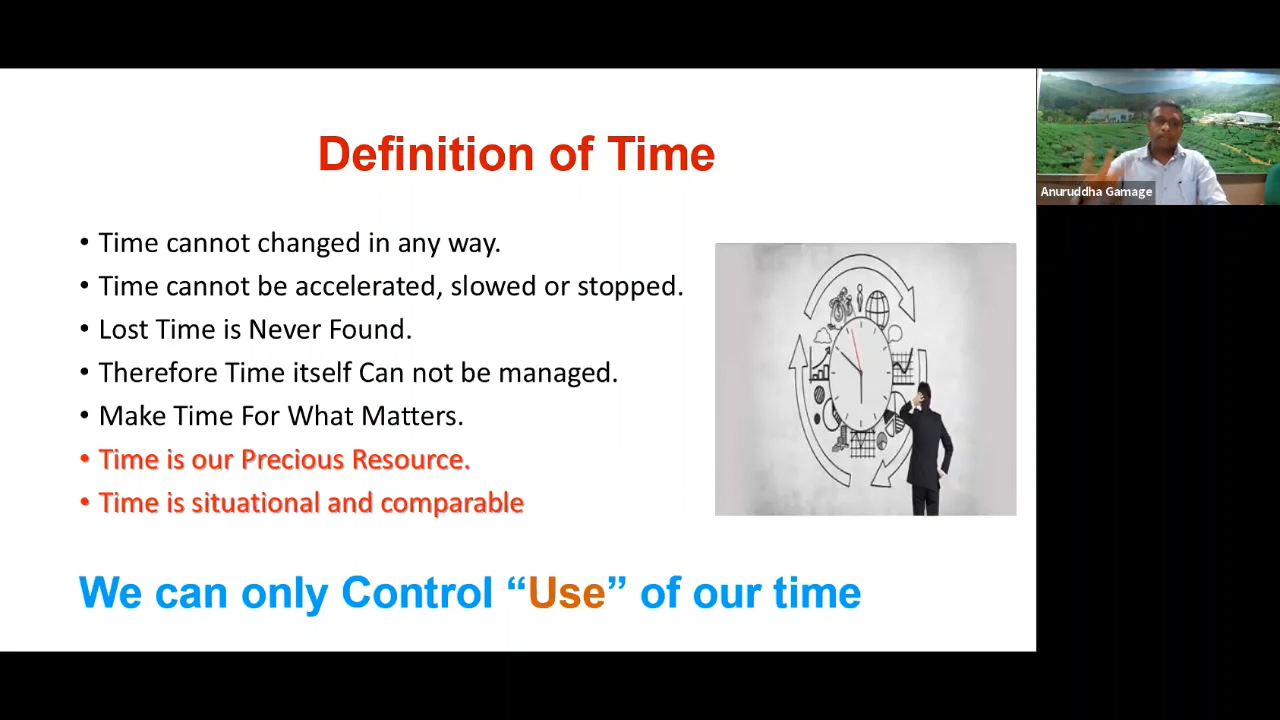 Definition of Time
• Time cannot changed in any way.
• Time cannot be accelerated, slowed or stopped.
• Lost Time is Never Found.
• Therefore Time itself Can not be managed.
• Make Time For What Matters.
• Time is our Precious Resource.
• Time is situational and comparable
We can only Control “Use” of our time
Anuruddha Gamage